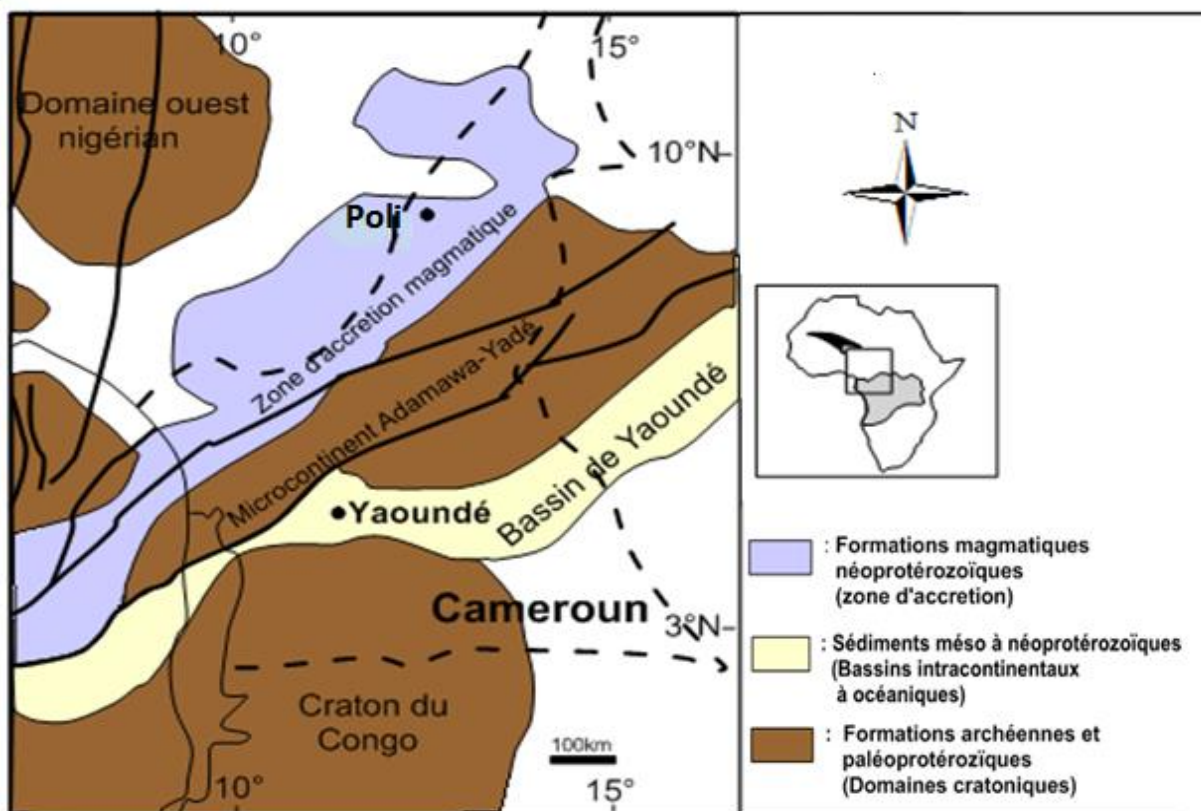 10°
15°
Domaine ouest
nigérian
N
10°N
Poli
Zone d'accretion magmatique
Microcontinent Adamawa-Yadé
Bassin de Yaoundé
Yaoundé
Cameroun
3°N
Craton du
Congo
100km
10°
15°
: Formations magmatiques
néoprotérozoïques
(zone d'accretion)
: Sédiments méso à néoprotérozoïques
(Bassins intracontinentaux
à océaniques)
: Formations archéennes et
paléoprotérozïques
(Domaines cratoniques)